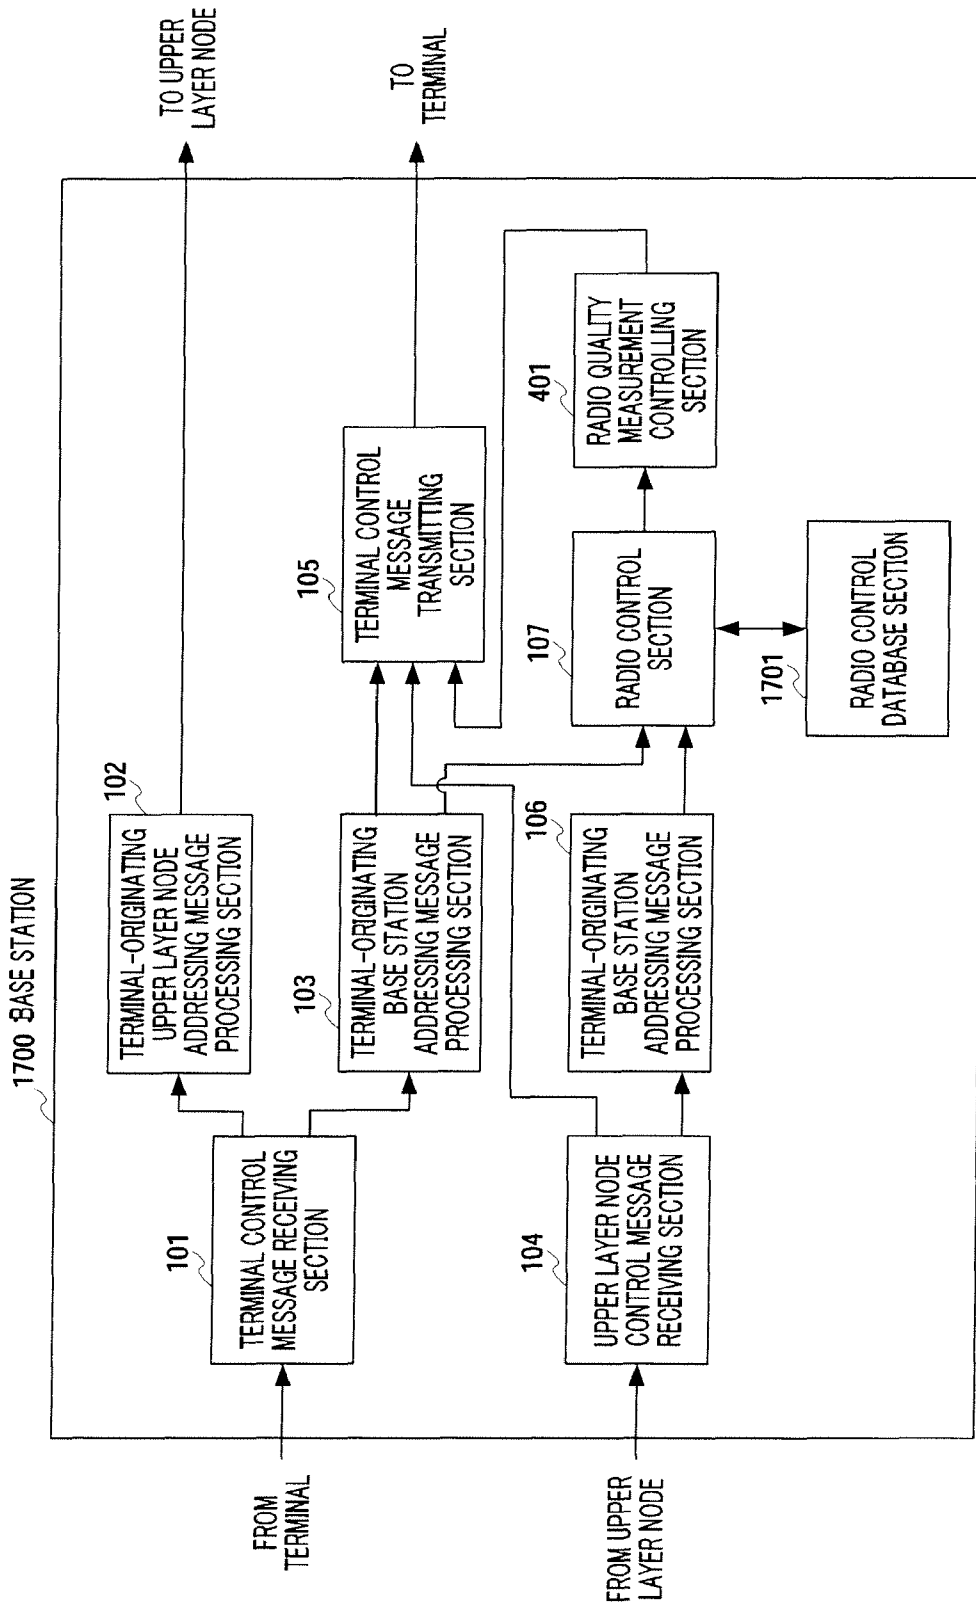 1700 BASE STATION
FROM
TERMINAL
101
TERMINAL CONTROL
MESSAGE RECEIVING
SECTION
102
TERMINAL-ORIGINATING
UPPER LAYER NODE
ADDRESSING MESSAGE
PROCESSING SECTION
TO UPPER
LAYER NODE
103
TERMINAL-ORIGINATING
BASE STATION
ADDRESSING MESSAGE
PROCESSING SECTION
105
TERMINAL CONTROL
MESSAGE
TRANSMITTING
SECTION
TO
TERMINAL
FROM UPPER
LAYER NODE
104
UPPER LAYER NODE
CONTROL MESSAGE
RECEIVING SECTION
106
TERMINAL-ORIGINATING
BASE STATION
ADDRESSING MESSAGE
PROCESSING SECTION
107
RADIO CONTROL
SECTION
401
RADIO QUALITY
MEASUREMENT
CONTROLLING
SECTION
1701
RADIO CONTROL
DATABASE SECTION